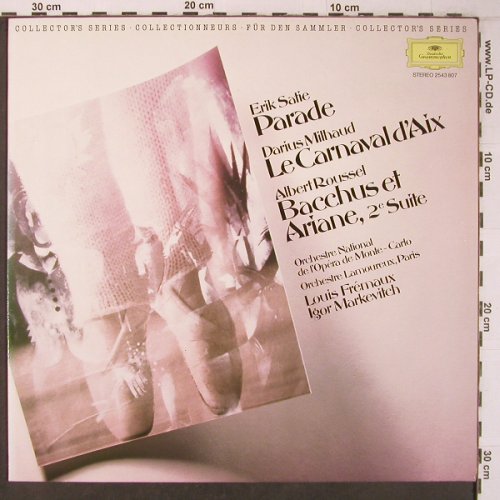 30 cm
20 cm
10 cm
COLLECTOR'S SERIES · COLLECTIONNEURS · FÜR DEN SAMMLER · COLLECTOR'S SERIES
Deutsche Grammophon
STEREO 2543 807
Erik Satie
Parade
Darius Milhaud
Le Carnaval d'Aix
Albert Roussel
Bacchus et
Ariane, 2e Suite
Orchestre National
de l'Opéra de Monte-Carlo
Orchestre Lamoureux, Paris
Louis Frémaux
Igor Markevitch
www.LP-CD.de
10 cm
20 cm
30 cm